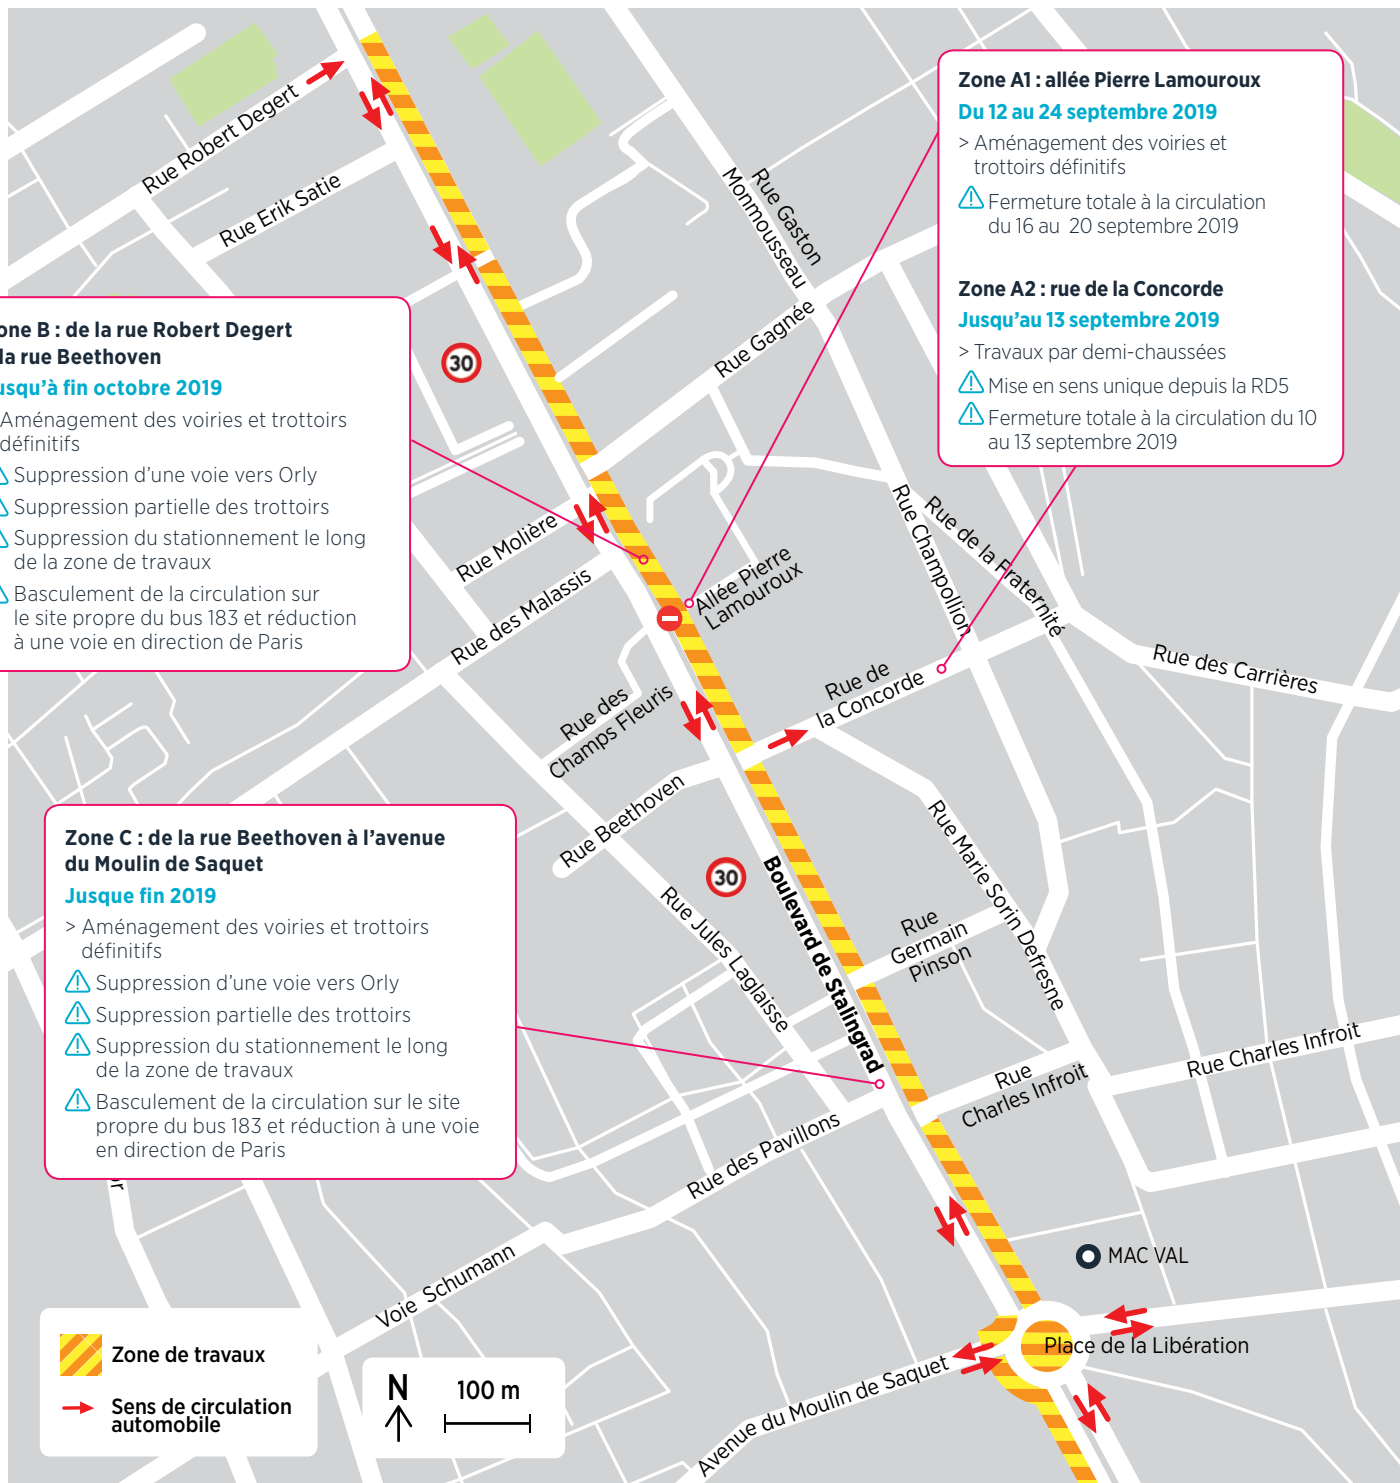 Zone A1 : allée Pierre Lamouroux
Du 12 au 24 septembre 2019
> Aménagement des voiries et
trottoirs définitifs
Fermeture totale à la circulation
du 16 au 20 septembre 2019
Zone A2 : rue de la Concorde
Jusqu'au 13 septembre 2019
> Travaux par demi-chaussées
Mise en sens unique depuis la RD5
Fermeture totale à la circulation du 10
au 13 septembre 2019
Rue Robert Degert
Rue Erik Satie
Rue Gaston
Monmousseau
Rue Gagnée
30
one B : de la rue Robert Degert
la rue Beethoven
usqu'à fin octobre 2019
Aménagement des voiries et trottoirs
définitifs
Suppression d'une voie vers Orly
Suppression partielle des trottoirs
Suppression du stationnement le long
de la zone de travaux
Basculement de la circulation sur
le site propre du bus 183 et réduction
à une voie en direction de Paris
Rue Molière
Rue des Malassis
Allée Pierre
Lamouroux
Rue Champollion
Rue de la Fraternité
Rue des Carrières
Rue de
la Concorde
Rue des
Champs Fleuris
Rue Beethoven
30
Boulevard de Stalingrad
Rue Marie Sorin Defresne
Rue Jules Laglaisse
Rue
Germain
Pinson
Zone C : de la rue Beethoven à l'avenue
du Moulin de Saquet
Jusque fin 2019
> Aménagement des voiries et trottoirs
définitifs
Suppression d'une voie vers Orly
Suppression partielle des trottoirs
Suppression du stationnement le long
de la zone de travaux
Basculement de la circulation sur le site
propre du bus 183 et réduction à une voie
en direction de Paris
Rue
Charles Infroit
Rue Charles Infroit
Rue des Pavillons
Voie Schumann
MAC VAL
Place de la Libération
Avenue du Moulin de Saquet
Zone de travaux
Sens de circulation
automobile
N
100 m